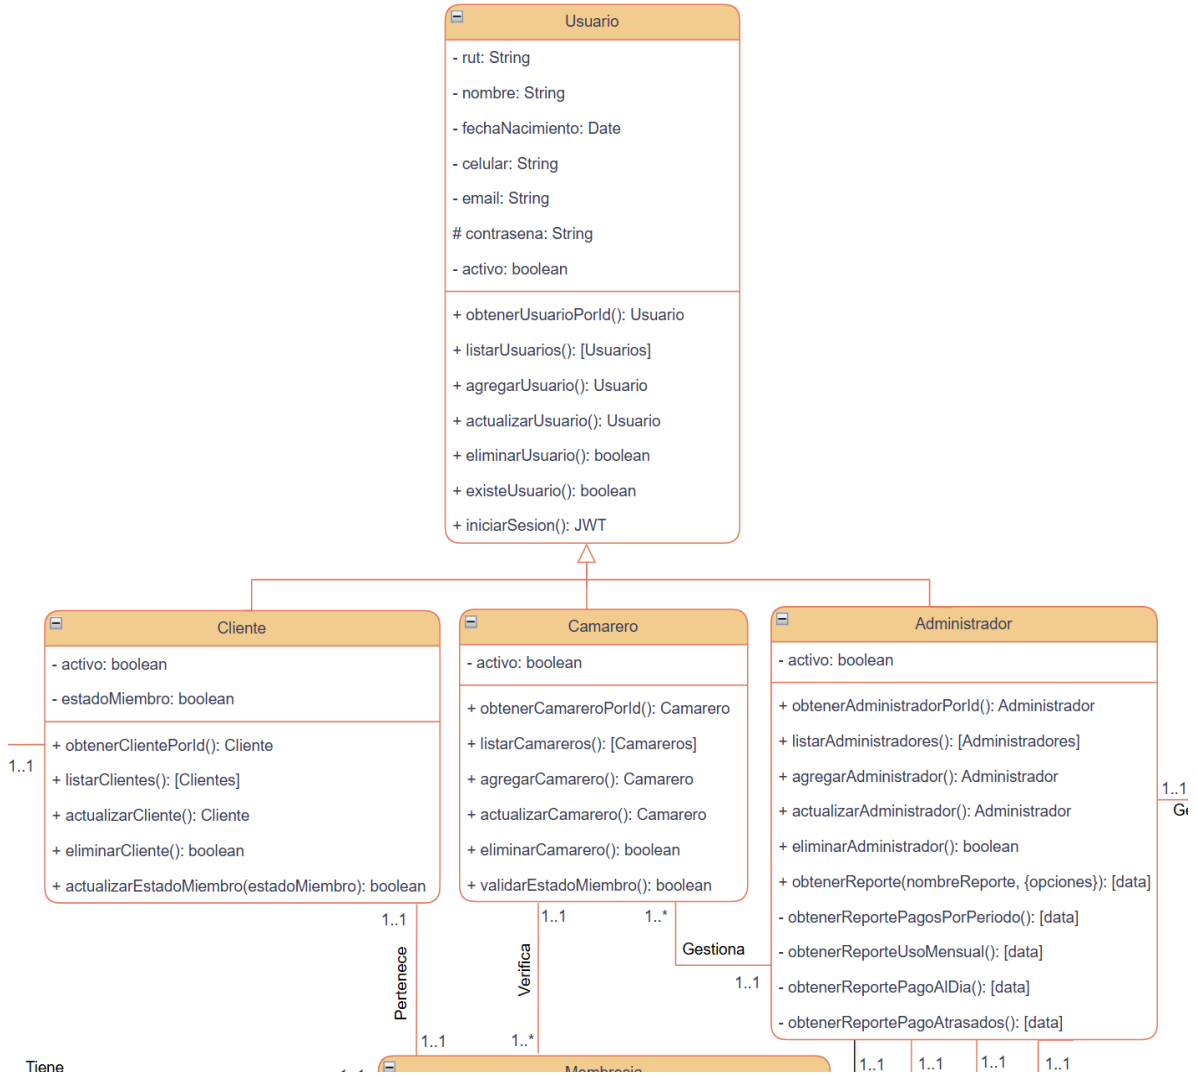 Usuario
- rut: String
- nombre: String
- fechaNacimiento: Date
- celular: String
- email: String
# contrasena: String
- activo: boolean
+ obtenerUsuarioPorId(): Usuario
+ listarUsuarios(): [Usuarios]
+ agregarUsuario(): Usuario
+ actualizarUsuario(): Usuario
+ eliminarUsuario(): boolean
+ existeUsuario(): boolean
+ iniciarSesion(): JWT
Cliente
- activo: boolean
- estadoMiembro: boolean
+ obtenerClientePorId(): Cliente
+ listarClientes(): [Clientes]
+ actualizarCliente(): Cliente
+ eliminarCliente(): boolean
+ actualizarEstadoMiembro(estadoMiembro): boolean
1..1
Camarero
- activo: boolean
+ obtenerCamareroPorId(): Camarero
+ listarCamareros(): [Camareros]
+ agregarCamarero(): Camarero
+ actualizarCamarero(): Camarero
+ eliminarCamarero(): boolean
+ validarEstadoMiembro(): boolean
Administrador
- activo: boolean
+ obtenerAdministradorPorId(): Administrador
+ listarAdministradores(): [Administradores]
+ agregarAdministrador(): Administrador
+ actualizarAdministrador(): Administrador
+ eliminarAdministrador(): boolean
+ obtenerReporte(nombreReporte, {opciones}): [data]
- obtenerReportePagosPorPeriodo(): [data]
- obtenerReporteUsoMensual(): [data]
- obtenerReportePagoAlDia(): [data]
- obtenerReportePagoAtrasados(): [data]
1..1
1..1
Pertenece
1..1
1..1
Verifica
1..*
1..*
Gestiona
1..1
Tiene
Membresia
1..1
1..1
1..1
1..1